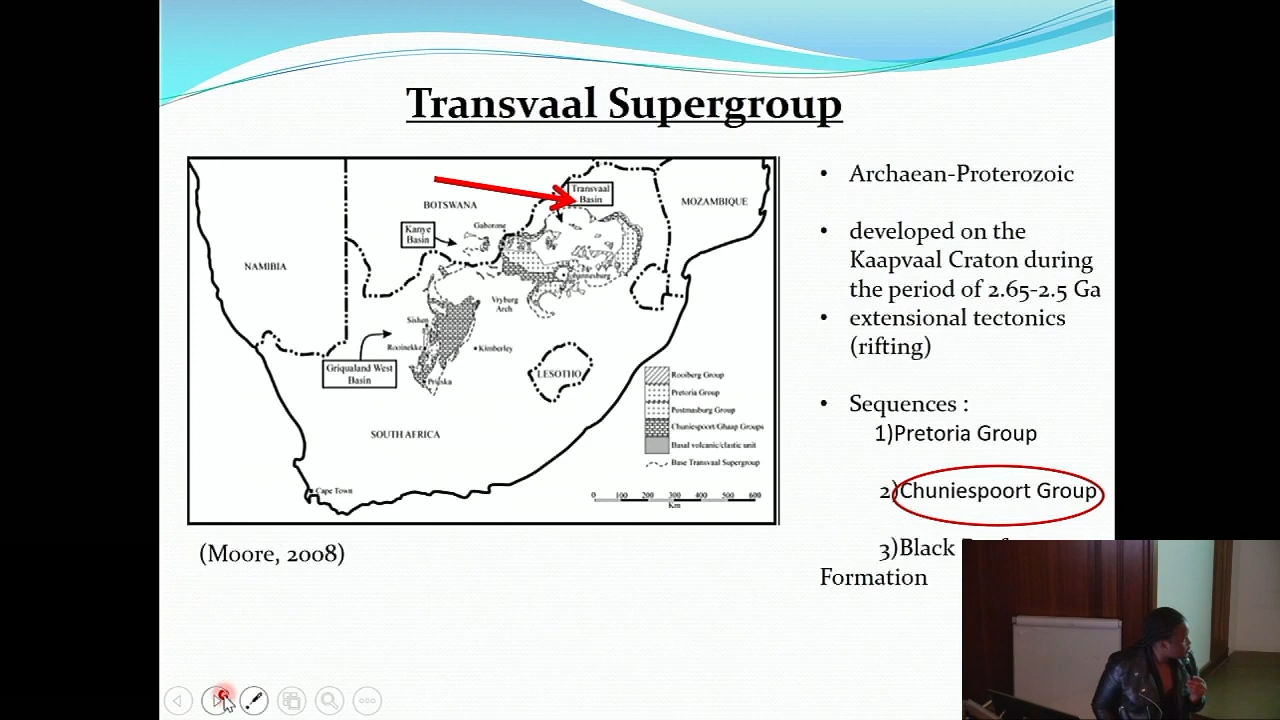 Transvaal Supergroup
BOTSWANA
Transvaal
Basin
MOZAMBIQUE
Kanye
Basin
Gaborone
NAMIBIA
Johannesburg
Vryburg
Arch
Sishen
Rooinekke
Kimberley
Griqualand West
Basin
Prieska
LESOTHO
SOUTH AFRICA
Cape Town
Rooiberg Group
Pretoria Group
Postmasburg Group
Chuniespoort/Ghaap Groups
Basal volcanic/clastic unit
Base Transvaal Supergroup
0 100 200 300 400 500 600
Km
(Moore, 2008)
• Archaean-Proterozoic
• developed on the
Kaapvaal Craton during
the period of 2.65-2.5 Ga
• extensional tectonics
(rifting)
• Sequences :
1)Pretoria Group
2)Chuniespoort Group
3)Black
Formation